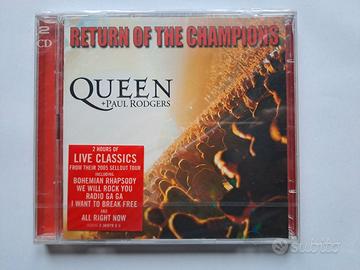 RETURN OF THE CHAMPIONS
2
CD
QUEEN
+ PAUL RODGERS
2 HOURS OF
LIVE CLASSICS
FROM THEIR 2005 SELLOUT TOUR
INCLUDING
BOHEMIAN RHAPSODY
WE WILL ROCK YOU
RADIO GA GA
I WANT TO BREAK FREE
AND
ALL RIGHT NOW
subito